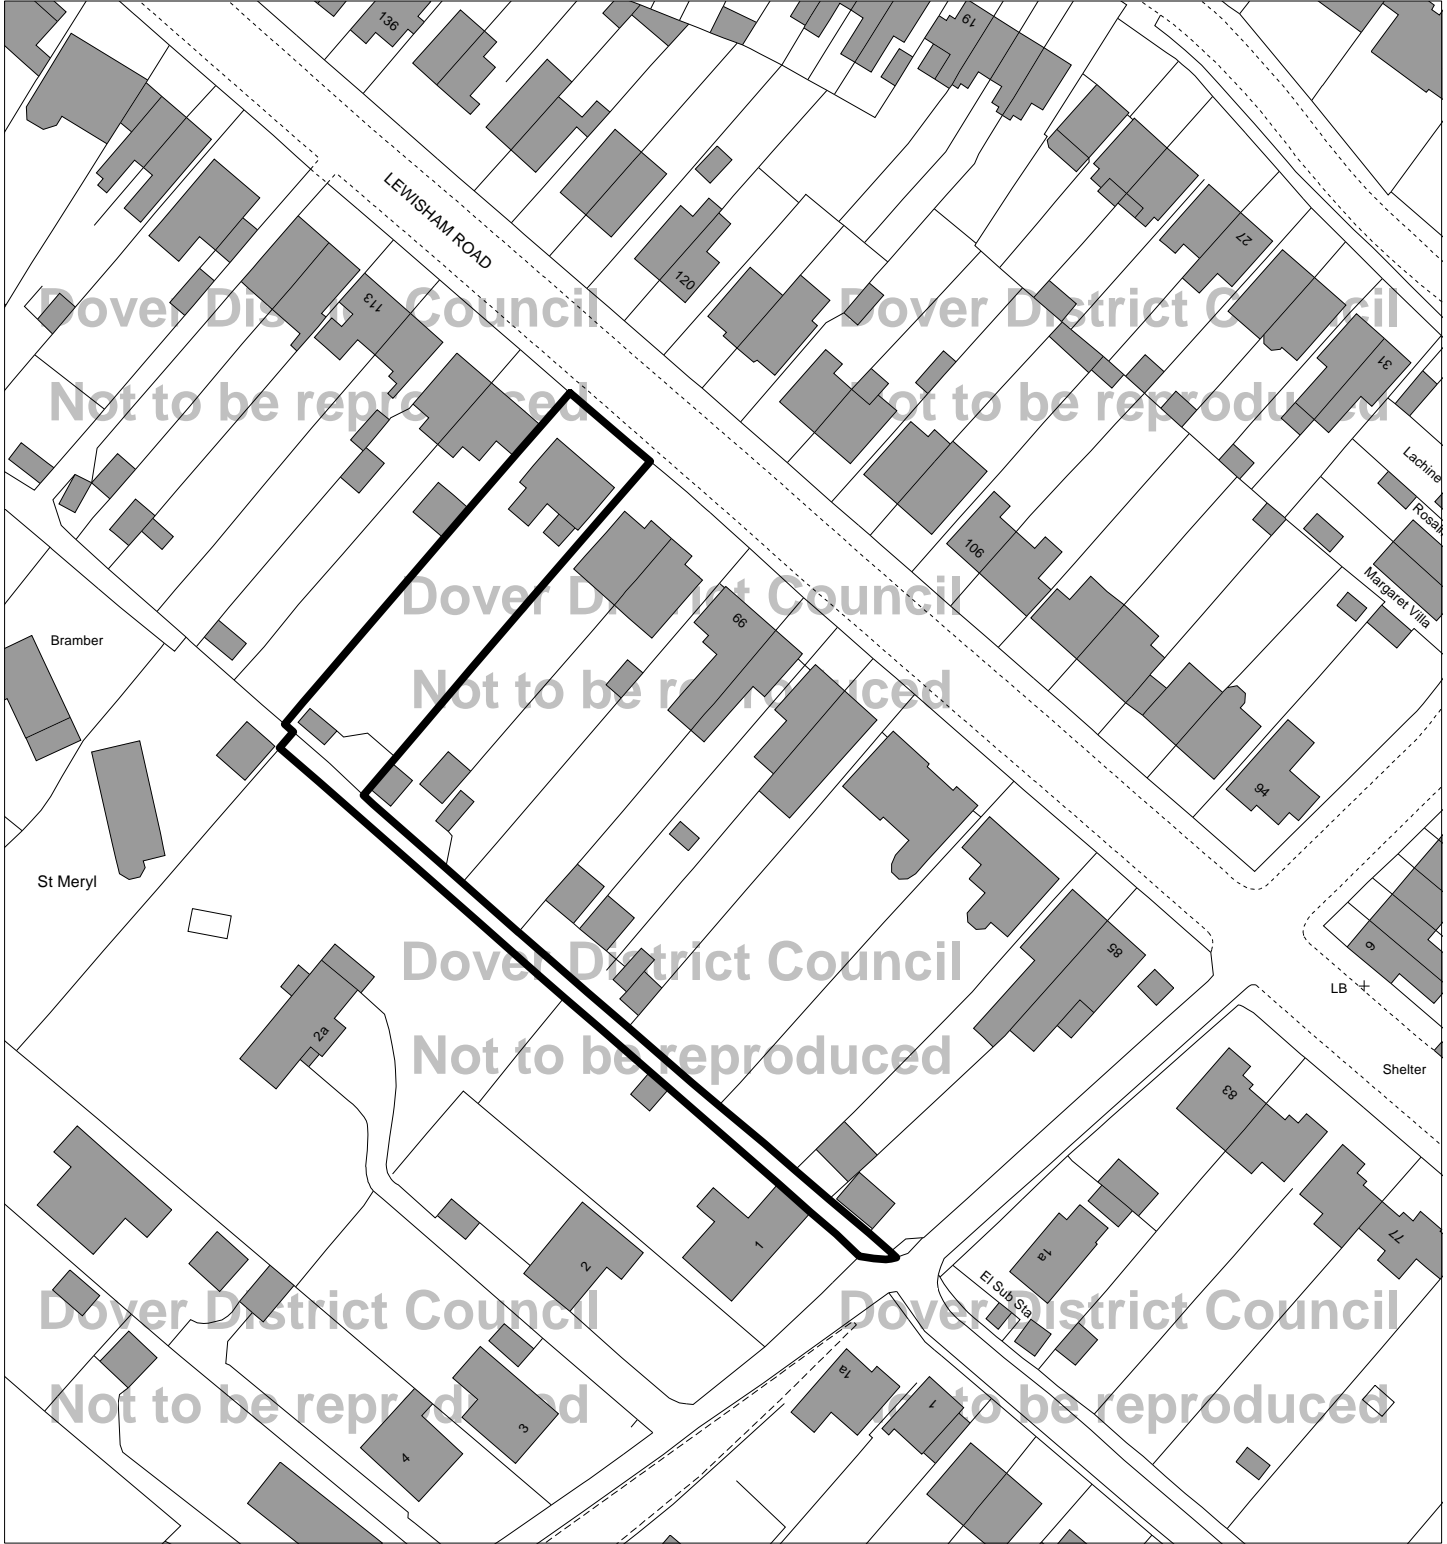 136
19
LEWISHAM ROAD
27
120
113
Dover District Council
Dover District Council
31
Not to be reproduced
Not to be reproduced
Lachine
106
Margaret Villa
Dover District Council
99
Bramber
Not to be reproduced
94
St Meryl
85
9
Dover District Council
LB
2a
Not to be reproduced
Shelter
83
77
1
1a
2
El Sub Sta
Dover District Council
Dover District Council
1a
Not to be reproduced
Not to be reproduced
1
3
4